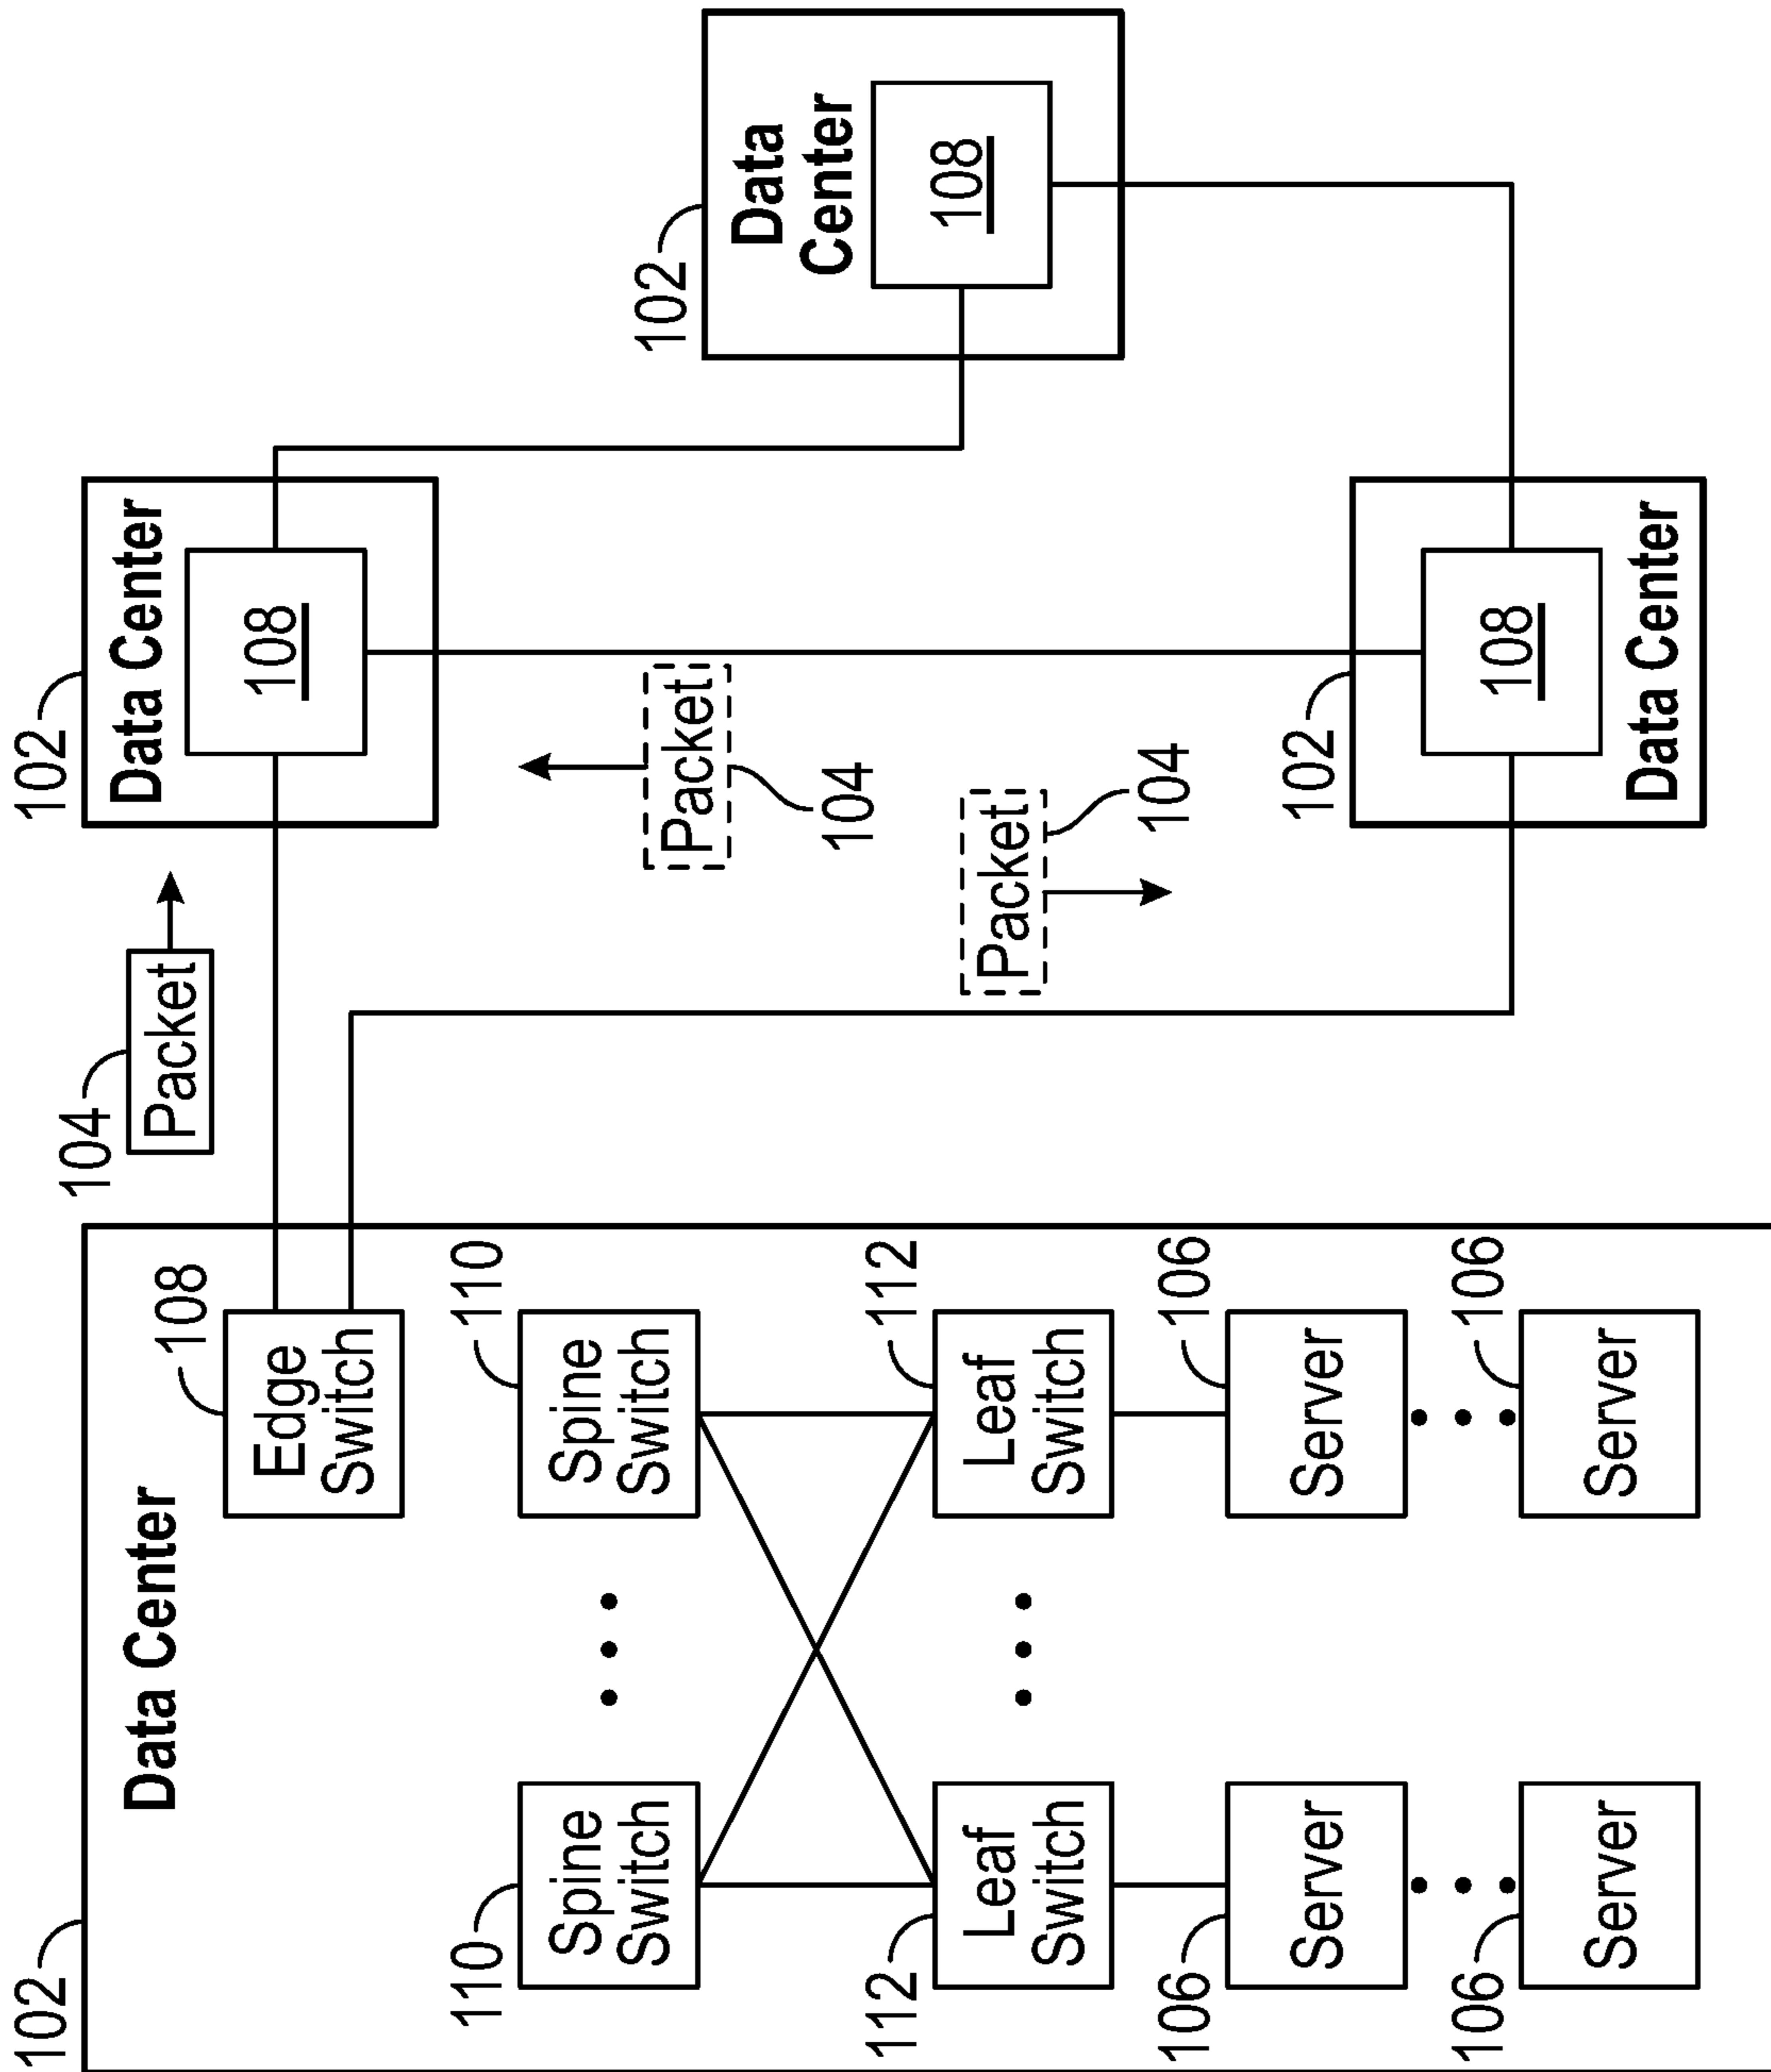 102
Data Center
108
Edge
Switch
110
Spine
Switch
110
Spine
Switch
112
Leaf
Switch
112
Leaf
Switch
106
Server
106
Server
106
Server
106
Server
104
Packet
102
Data Center
108
Packet
104
Packet
104
102
Data
Center
108
102
108
Data Center